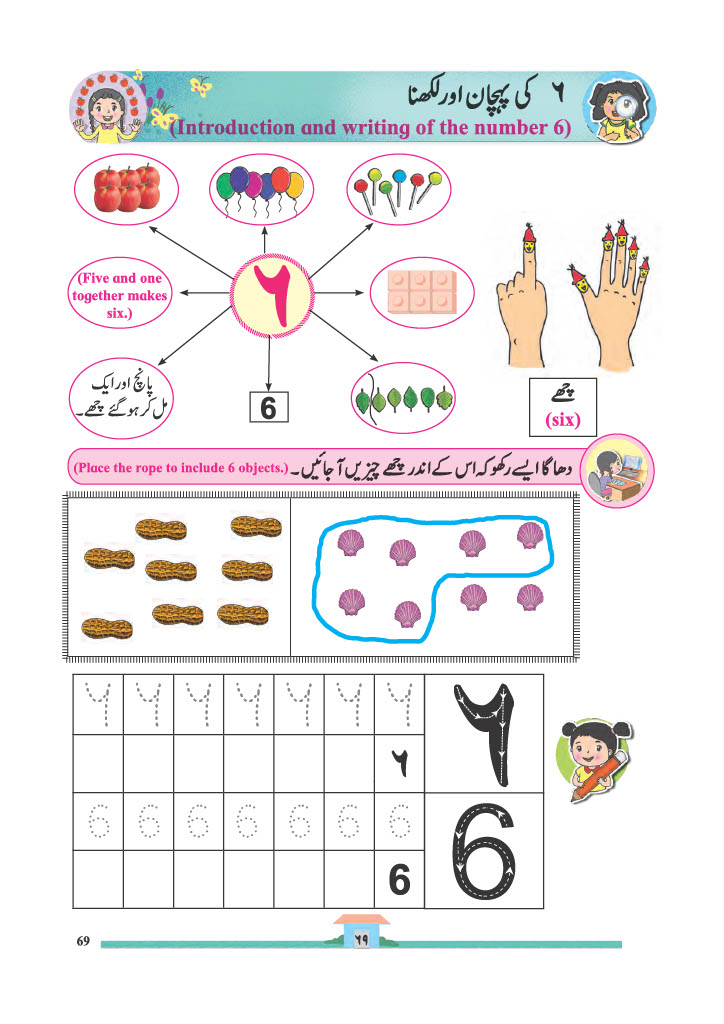 ۶ کی پہچان اور لکھنا
(Introduction and writing of the number 6)
(Five and one
together makes
six.)
۶
پانچ اور ایک
مل کر ہو گئے چھے۔
6
چھے
(six)
دھاگا ایسے رکھو کہ اس کے اندر چھے چیزیں آ جائیں۔ (Place the rope to include 6 objects.)
۶ ۶ ۶ ۶ ۶ ۶ ۶ ۶
۶
6 6 6 6 6 6 6 6
6
69
۶۹